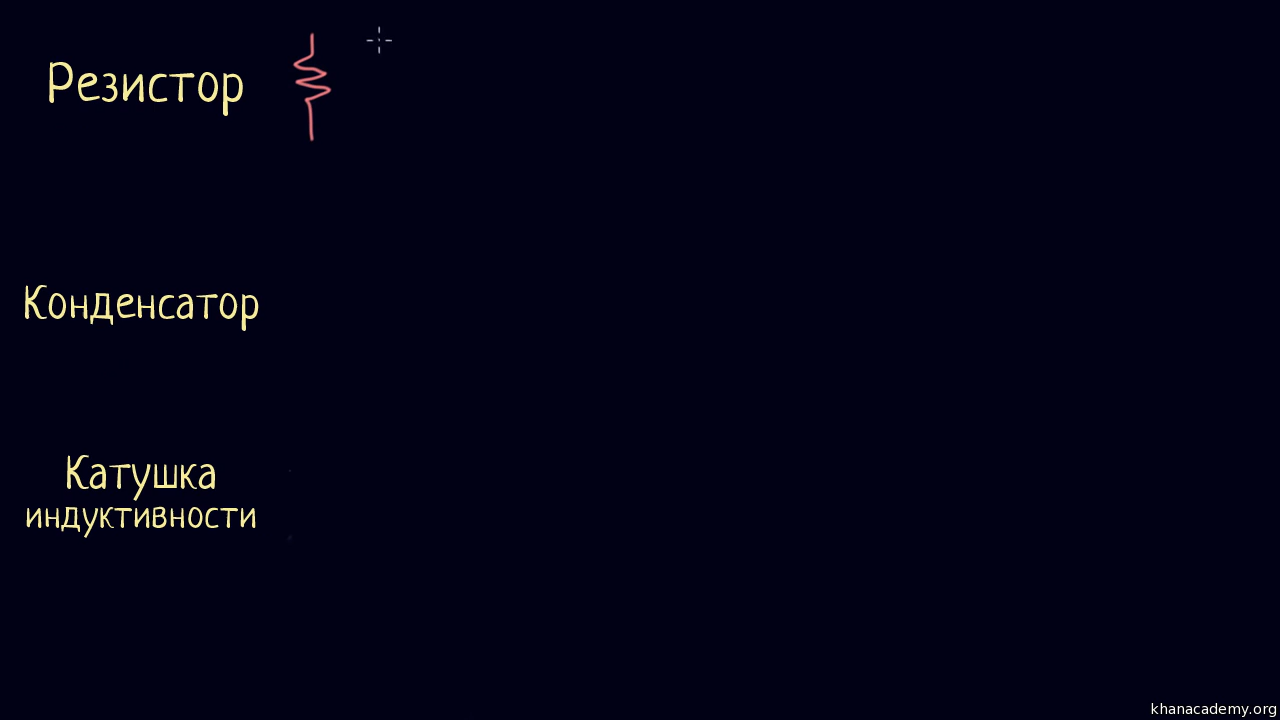 Резистор
Конденсатор
Катушка
индуктивности
khanacademy.org